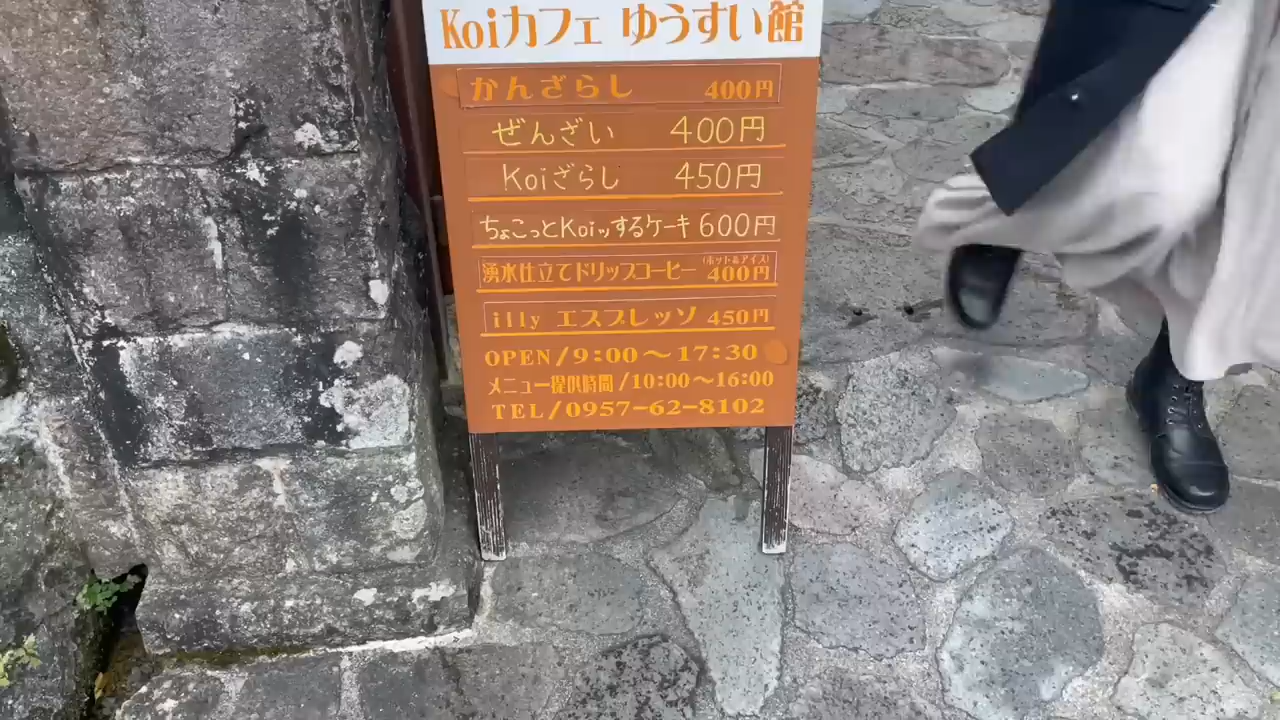 Koiカフェ ゆうすい館
かんざらし 400円
ぜんざい 400円
Koiざらし 450円
ちょこっとKoiッするケーキ 600円
湧水仕立てドリップコーヒー (ホット&アイス) 400円
illy エスプレッソ 450円
OPEN/9:00～17:30
メニュー提供時間/10:00～16:00
TEL/0957-62-8102